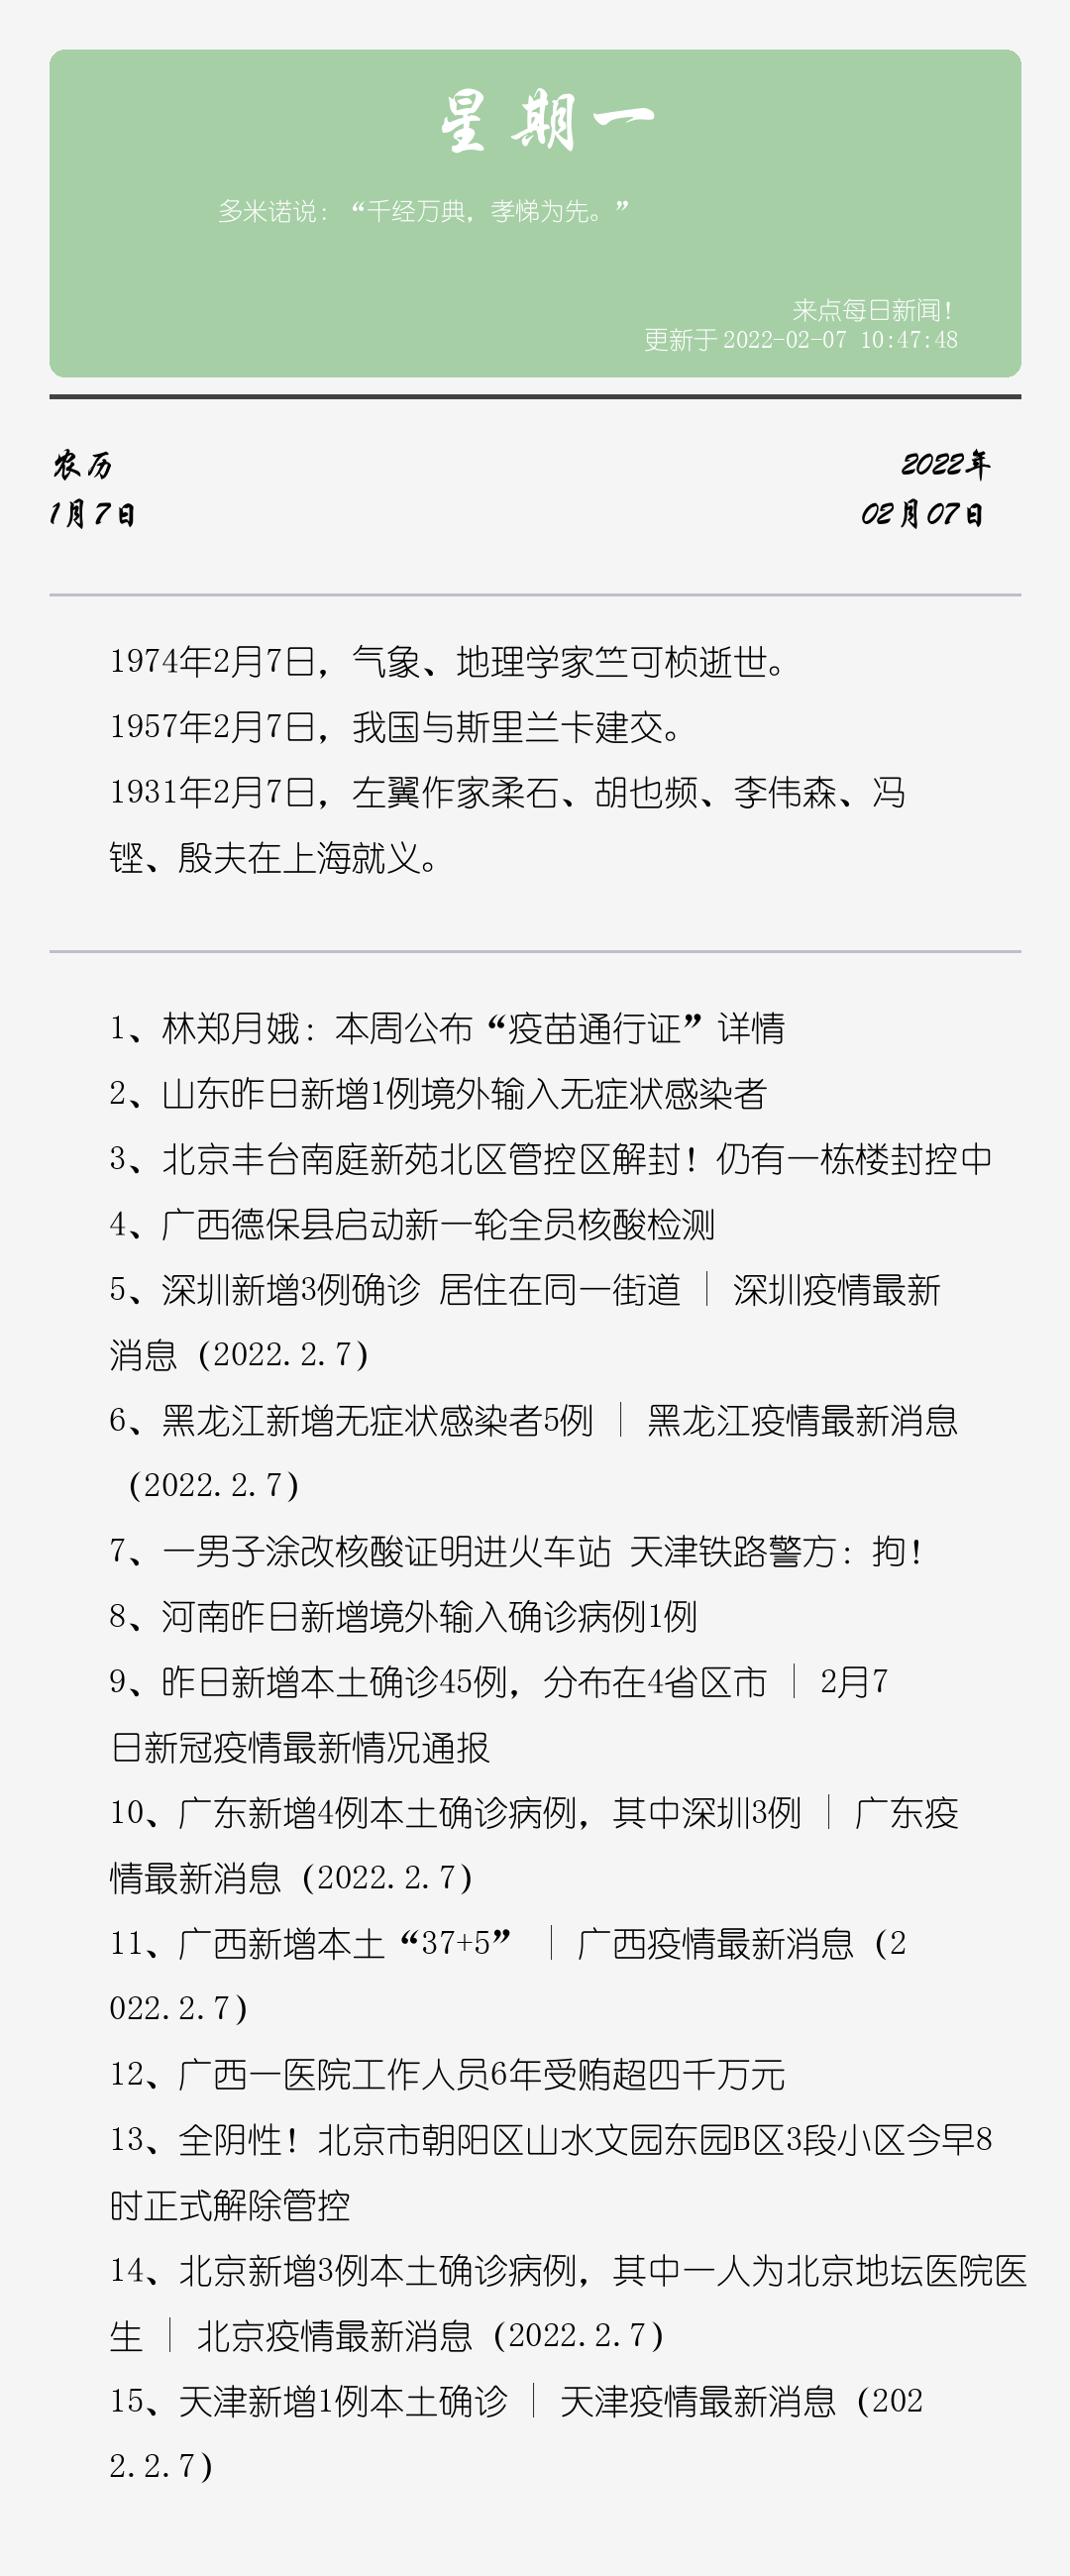 星期一
多米诺说：“千经万典，孝悌为先。”
来点每日新闻！
更新于 2022-02-07 10:47:48
农历
2022年
1月7日
02月07日
1974年2月7日，气象、地理学家竺可桢逝世。
1957年2月7日，我国与斯里兰卡建交。
1931年2月7日，左翼作家柔石、胡也频、李伟森、冯
铿、殷夫在上海就义。
1、林郑月娥：本周公布“疫苗通行证”详情
2、山东昨日新增1例境外输入无症状感染者
3、北京丰台南庭新苑北区管控区解封！仍有一栋楼封控中
4、广西德保县启动新一轮全员核酸检测
5、深圳新增3例确诊 居住在同一街道 | 深圳疫情最新
消息（2022.2.7）
6、黑龙江新增无症状感染者5例 | 黑龙江疫情最新消息
（2022.2.7）
7、一男子涂改核酸证明进火车站 天津铁路警方：拘！
8、河南昨日新增境外输入确诊病例1例
9、昨日新增本土确诊45例，分布在4省区市 | 2月7
日新冠疫情最新情况通报
10、广东新增4例本土确诊病例，其中深圳3例 | 广东疫
情最新消息（2022.2.7）
11、广西新增本土“37+5” | 广西疫情最新消息（2
022.2.7）
12、广西一医院工作人员6年受贿超四千万元
13、全阴性！北京市朝阳区山水文园东园B区3段小区今早8
时正式解除管控
14、北京新增3例本土确诊病例，其中一人为北京地坛医院医
生 | 北京疫情最新消息（2022.2.7）
15、天津新增1例本土确诊 | 天津疫情最新消息（202
2.2.7）